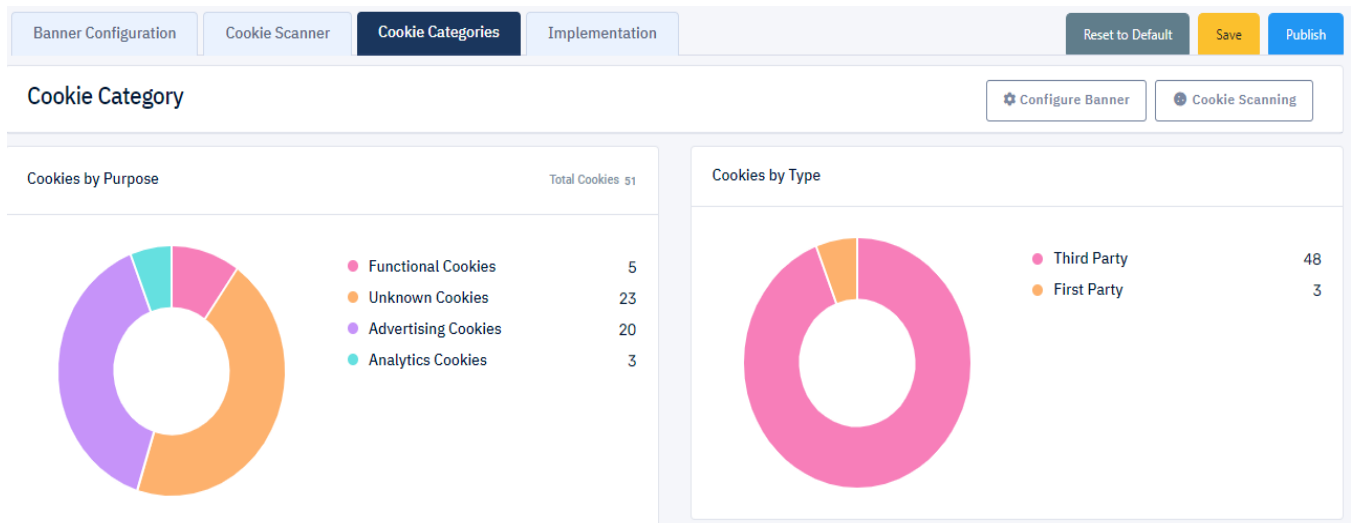 Banner Configuration Cookie Scanner Cookie Categories Implementation Reset to Default Save Publish
Cookie Category Configure Banner Cookie Scanning
Cookies by Purpose Total Cookies 51
Functional Cookies 5
Unknown Cookies 23
Advertising Cookies 20
Analytics Cookies 3
Cookies by Type
Third Party 48
First Party 3